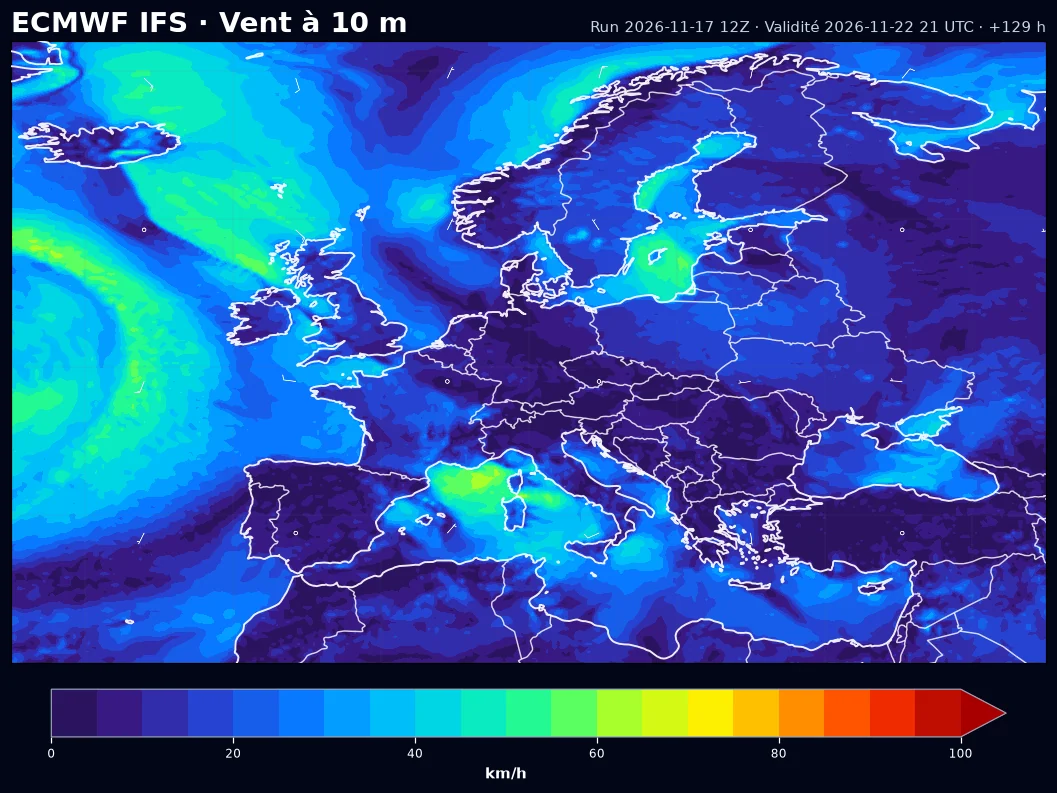 ECMWF IFS · Vent à 10 m
Run 2026-11-17 12Z · Validité 2026-11-22 21 UTC · +129 h
0 20 40 60 80 100
km/h